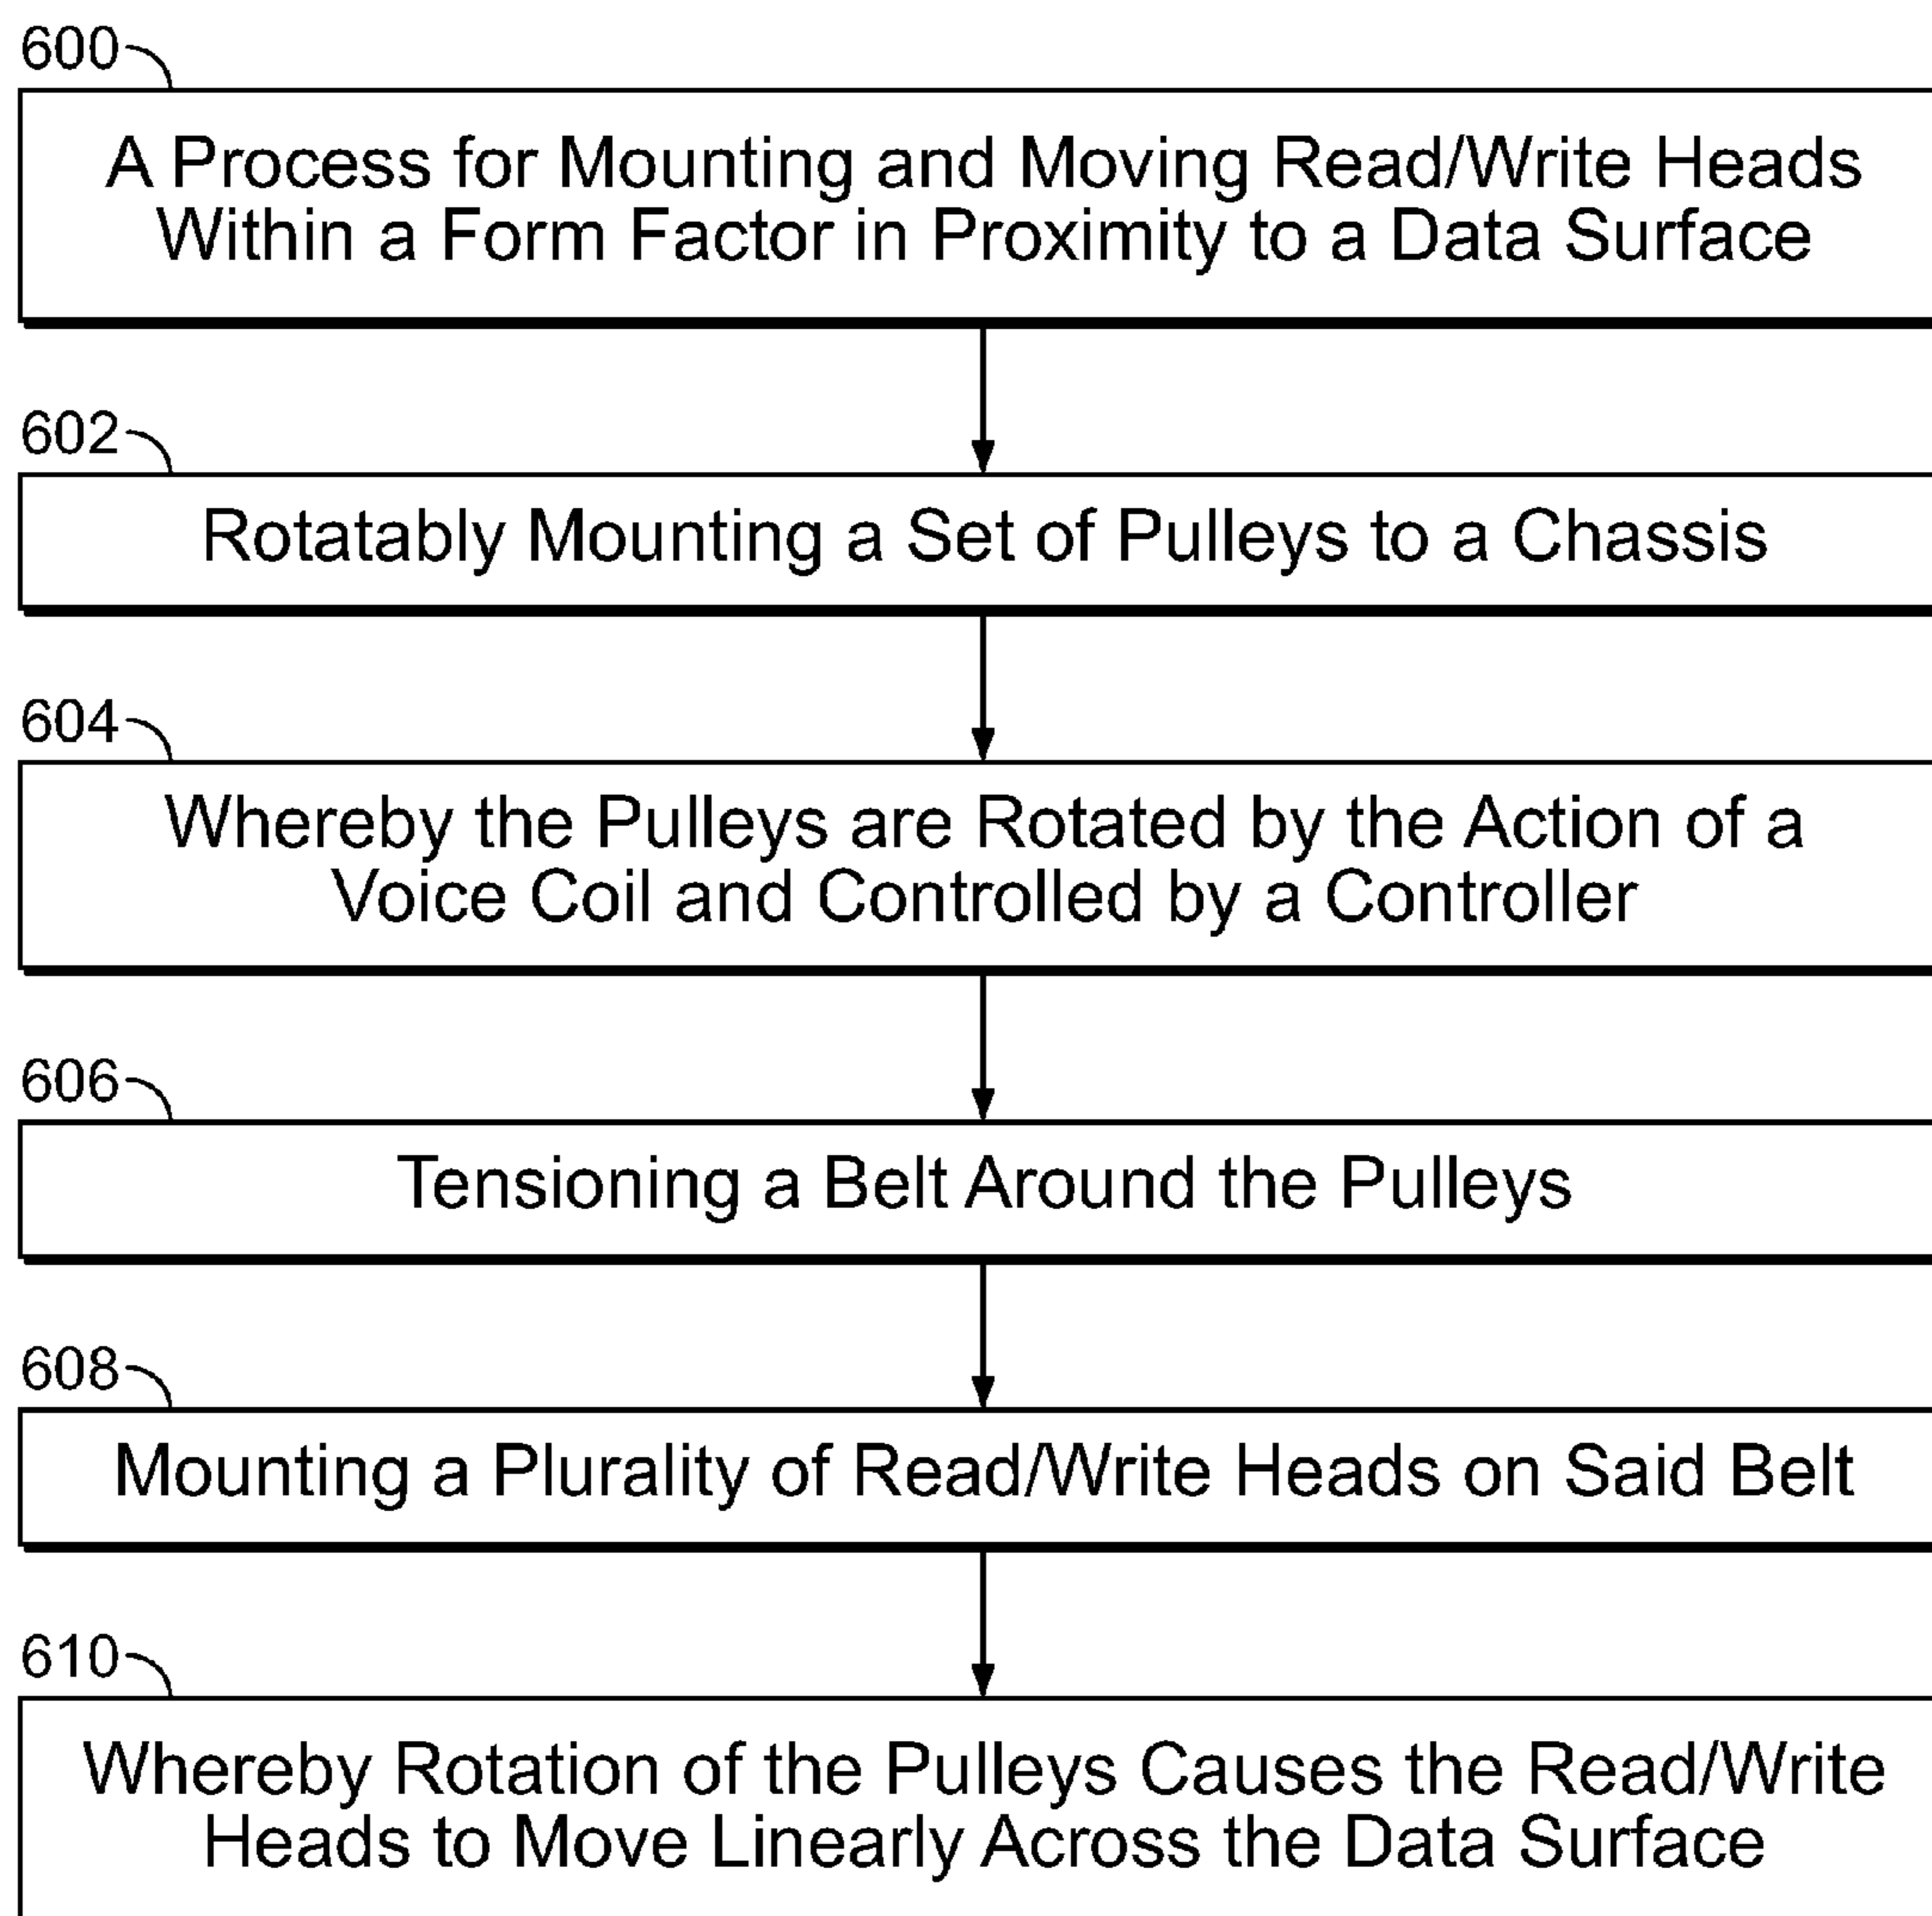 600
A Process for Mounting and Moving Read/Write Heads
Within a Form Factor in Proximity to a Data Surface
602
Rotatably Mounting a Set of Pulleys to a Chassis
604
Whereby the Pulleys are Rotated by the Action of a
Voice Coil and Controlled by a Controller
606
Tensioning a Belt Around the Pulleys
608
Mounting a Plurality of Read/Write Heads on Said Belt
610
Whereby Rotation of the Pulleys Causes the Read/Write
Heads to Move Linearly Across the Data Surface